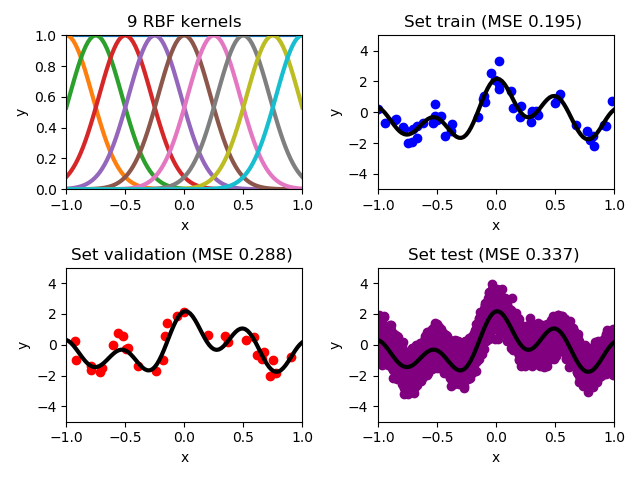 9 RBF kernels
1.0
0.8
0.6
0.4
0.2
0.0
y
−1.0 −0.5 0.0 0.5 1.0
x
Set train (MSE 0.195)
4
2
0
−2
−4
y
−1.0 −0.5 0.0 0.5 1.0
x
Set validation (MSE 0.288)
4
2
0
−2
−4
y
−1.0 −0.5 0.0 0.5 1.0
x
Set test (MSE 0.337)
4
2
0
−2
−4
y
−1.0 −0.5 0.0 0.5 1.0
x